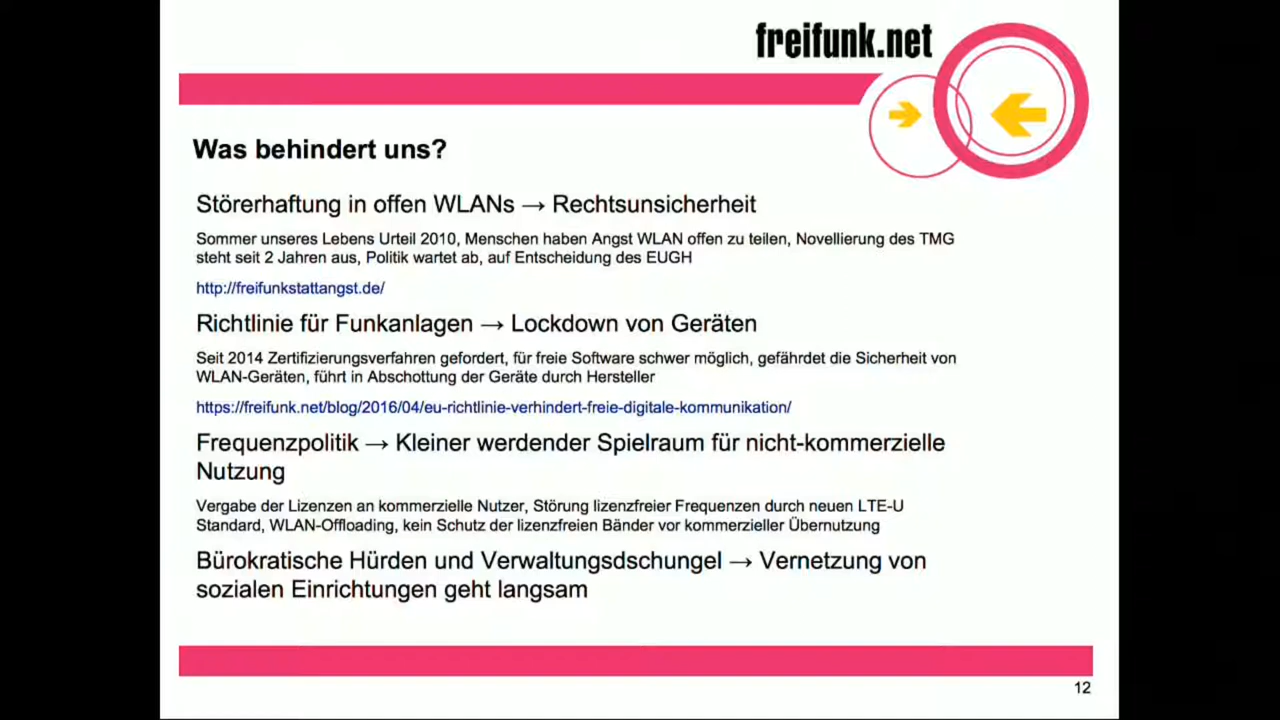 freifunk.net
Was behindert uns?
Störerhaftung in offen WLANs → Rechtsunsicherheit
Sommer unseres Lebens Urteil 2010, Menschen haben Angst WLAN offen zu teilen, Novellierung des TMG
steht seit 2 Jahren aus, Politik wartet ab, auf Entscheidung des EUGH
http://freifunkstattangst.de/
Richtlinie für Funkanlagen → Lockdown von Geräten
Seit 2014 Zertifizierungsverfahren gefordert, für freie Software schwer möglich, gefährdet die Sicherheit von
WLAN-Geräten, führt in Abschottung der Geräte durch Hersteller
https://freifunk.net/blog/2016/04/eu-richtlinie-verhindert-freie-digitale-kommunikation/
Frequenzpolitik → Kleiner werdender Spielraum für nicht-kommerzielle
Nutzung
Vergabe der Lizenzen an kommerzielle Nutzer, Störung lizenzfreier Frequenzen durch neuen LTE-U
Standard, WLAN-Offloading, kein Schutz der lizenzfreien Bänder vor kommerzieller Übernutzung
Bürokratische Hürden und Verwaltungsdschungel → Vernetzung von
sozialen Einrichtungen geht langsam
12